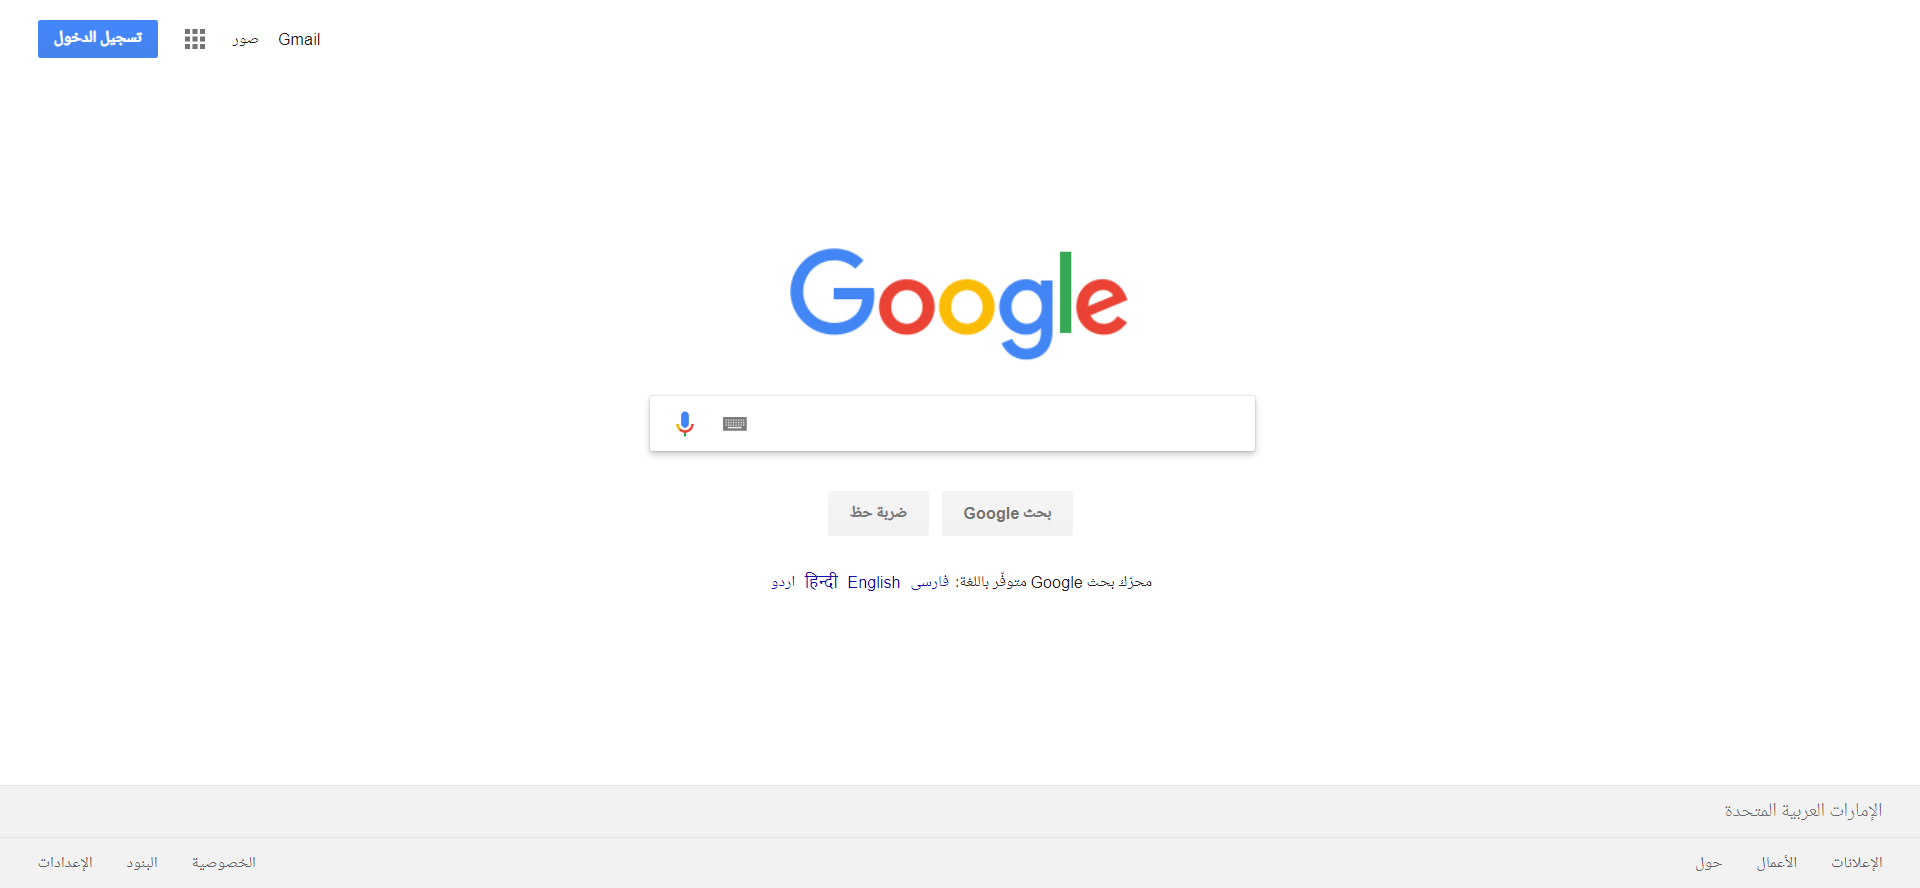 Gmail صور تسجيل الدخول
Google
بحث Google ضربة حظ
محرّك بحث Google متوفّر باللغة: فارسی English हिन्दी اردو
الإمارات العربية المتحدة
الإعلانات الأعمال حول الخصوصية البنود الإعدادات